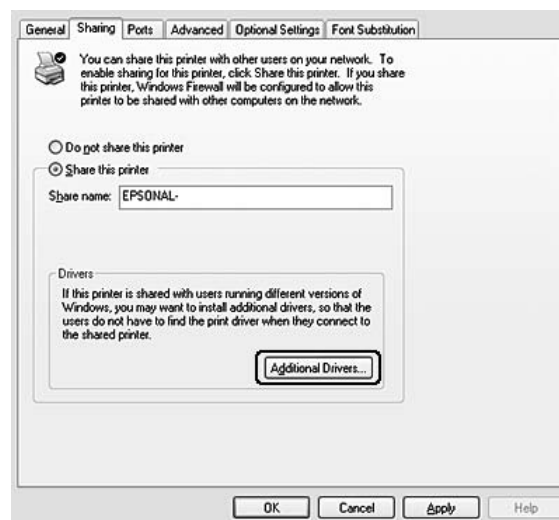 General Sharing Ports Advanced Optional Settings Font Substitution
You can share this printer with other users on your network. To
enable sharing for this printer, click Share this printer. If you share
this printer, Windows Firewall will be configured to allow this
printer to be shared with other computers on the network.
Do not share this printer
Share this printer
Share name: EPSONAL-
Drivers
If this printer is shared with users running different versions of
Windows, you may want to install additional drivers, so that the
users do not have to find the print driver when they connect to
the shared printer.
Additional Drivers...
OK Cancel Apply Help